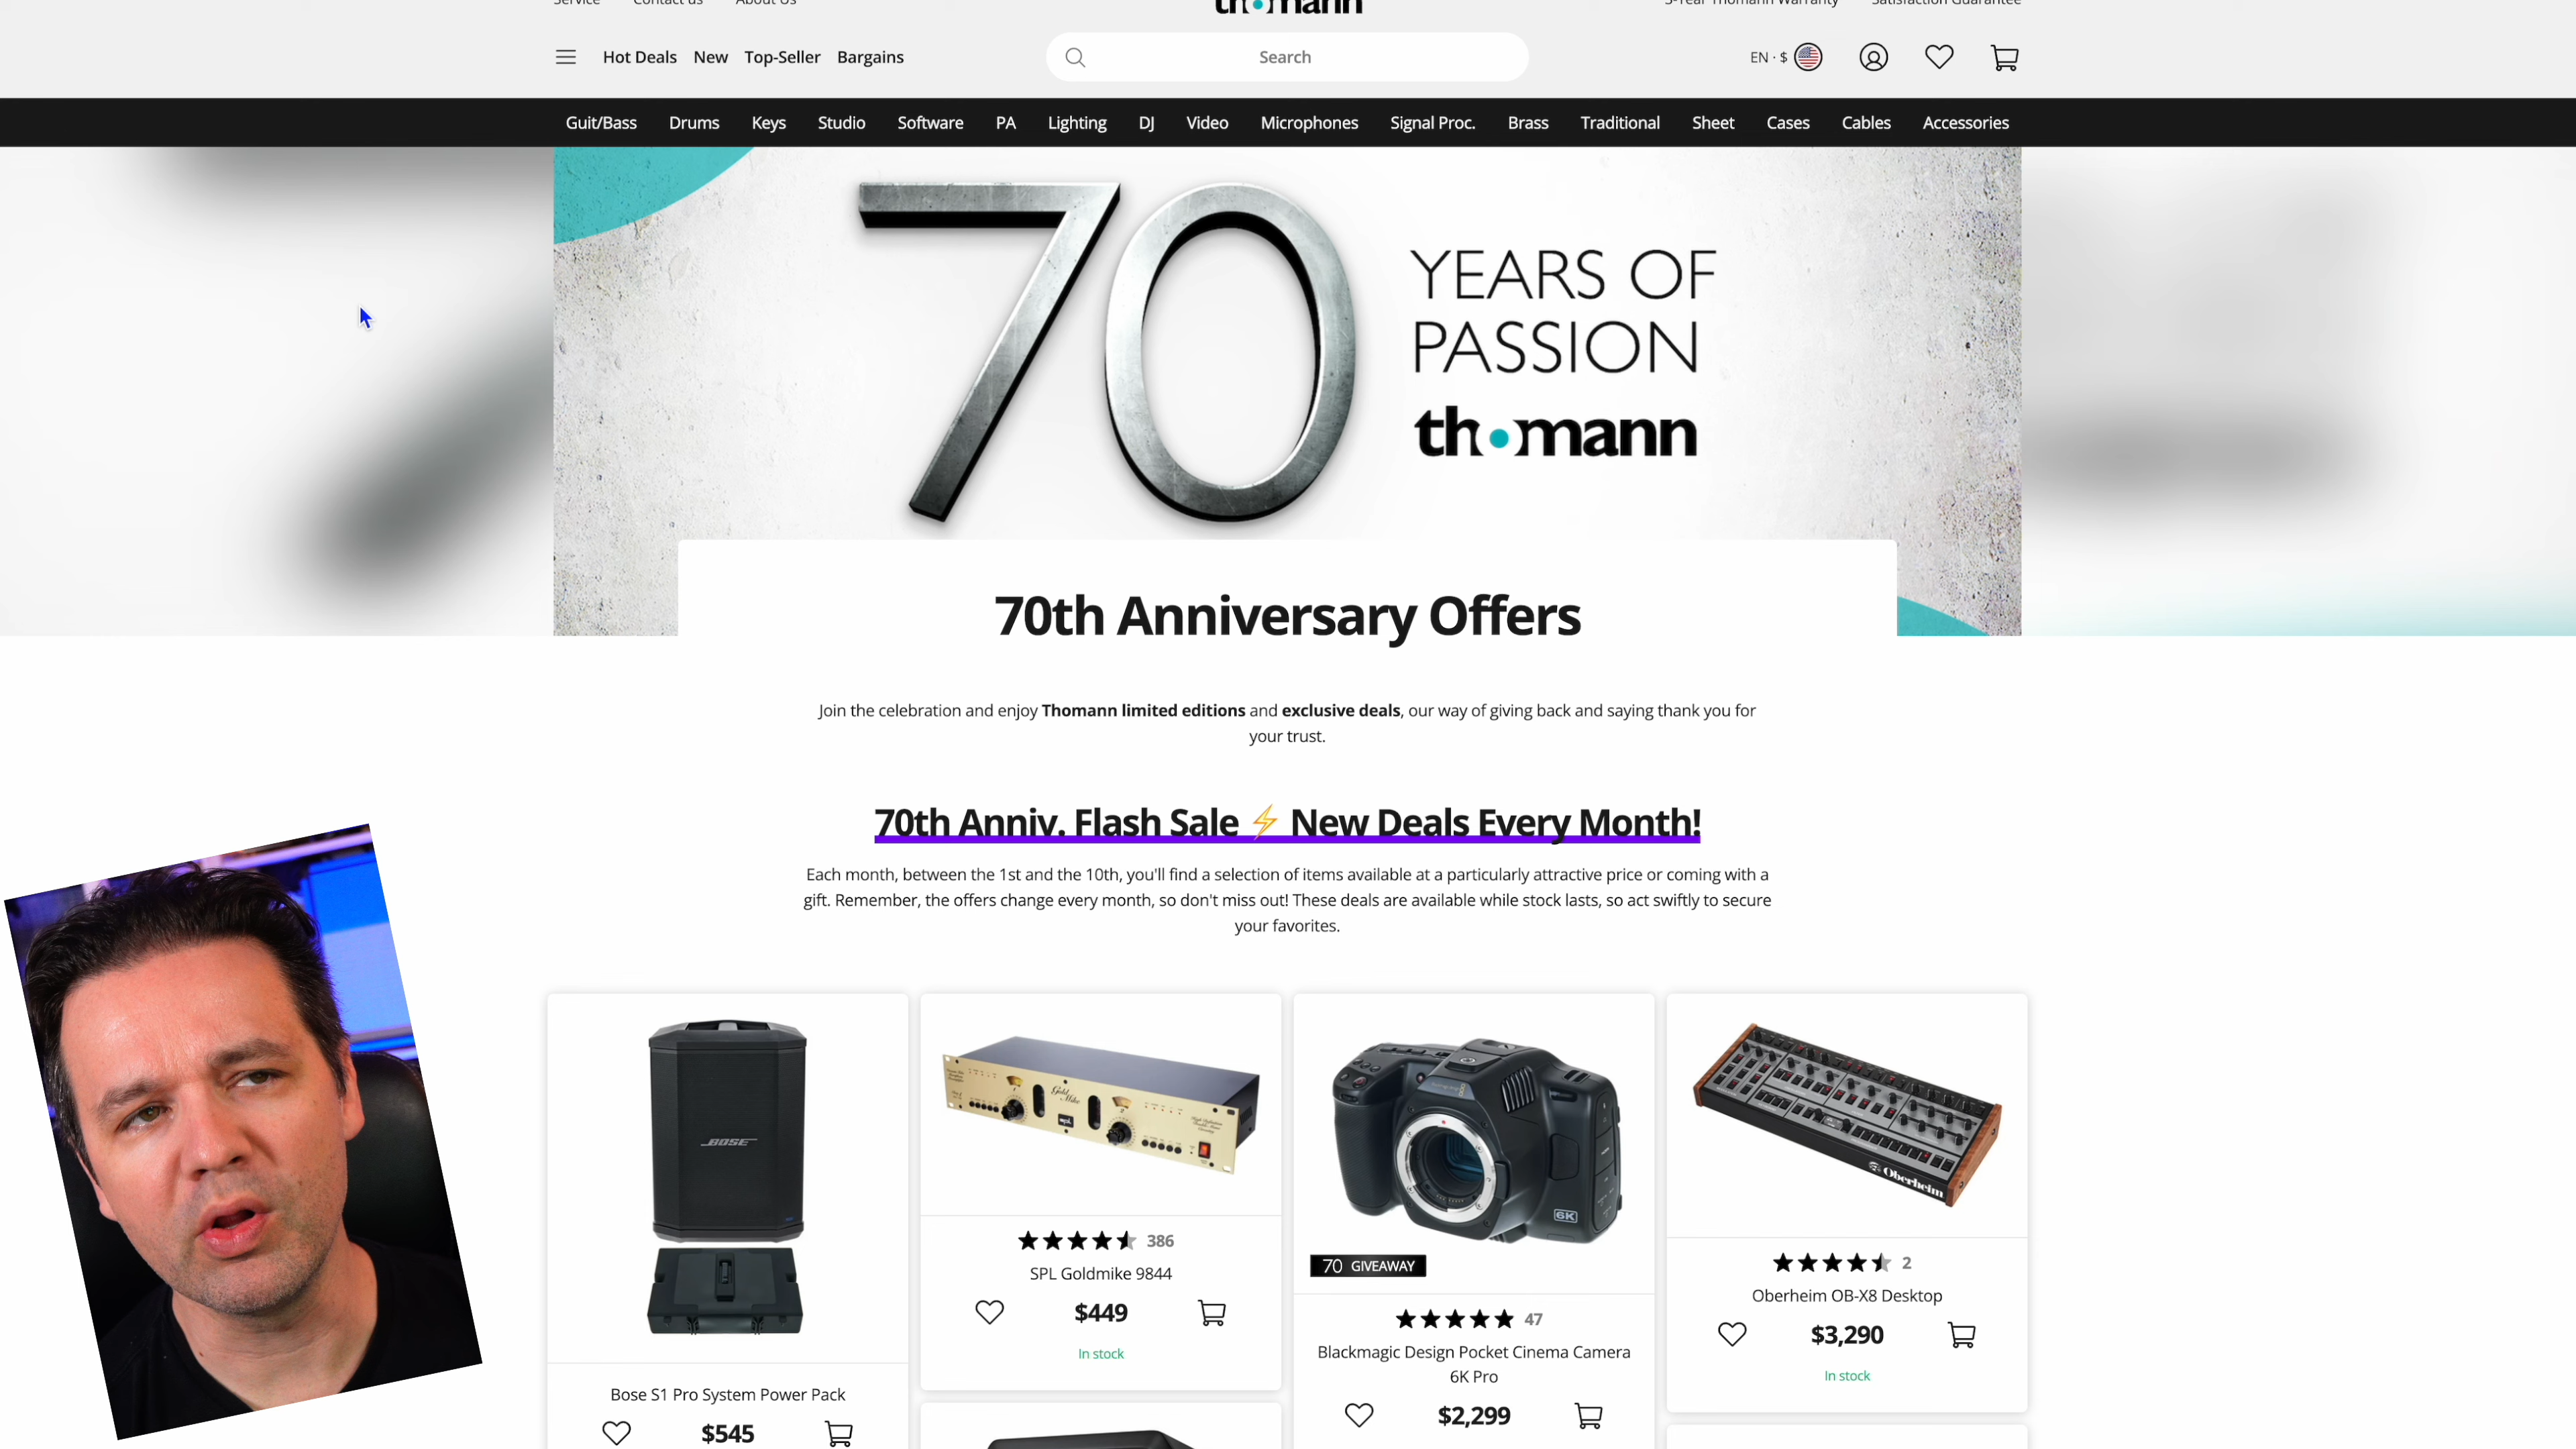 Service Contact us About Us
thomann
3-Year Thomann Warranty Satisfaction Guarantee
Hot Deals New Top-Seller Bargains
Search
EN · $
Guit/Bass Drums Keys Studio Software PA Lighting DJ Video Microphones Signal Proc. Brass Traditional Sheet Cases Cables Accessories
70
YEARS OF
PASSION
thomann
70th Anniversary Offers
Join the celebration and enjoy Thomann limited editions and exclusive deals, our way of giving back and saying thank you for
your trust.
70th Anniv. Flash Sale ⚡ New Deals Every Month!
Each month, between the 1st and the 10th, you'll find a selection of items available at a particularly attractive price or coming with a
gift. Remember, the offers change every month, so don't miss out! These deals are available while stock lasts, so act swiftly to secure
your favorites.
BOSE
Bose S1 Pro System Power Pack
$545
Gold
Mike
spl
386
SPL Goldmike 9844
$449
In stock
6K
70 GIVEAWAY
47
Blackmagic Design Pocket Cinema Camera
6K Pro
$2,299
Oberheim
2
Oberheim OB-X8 Desktop
$3,290
In stock